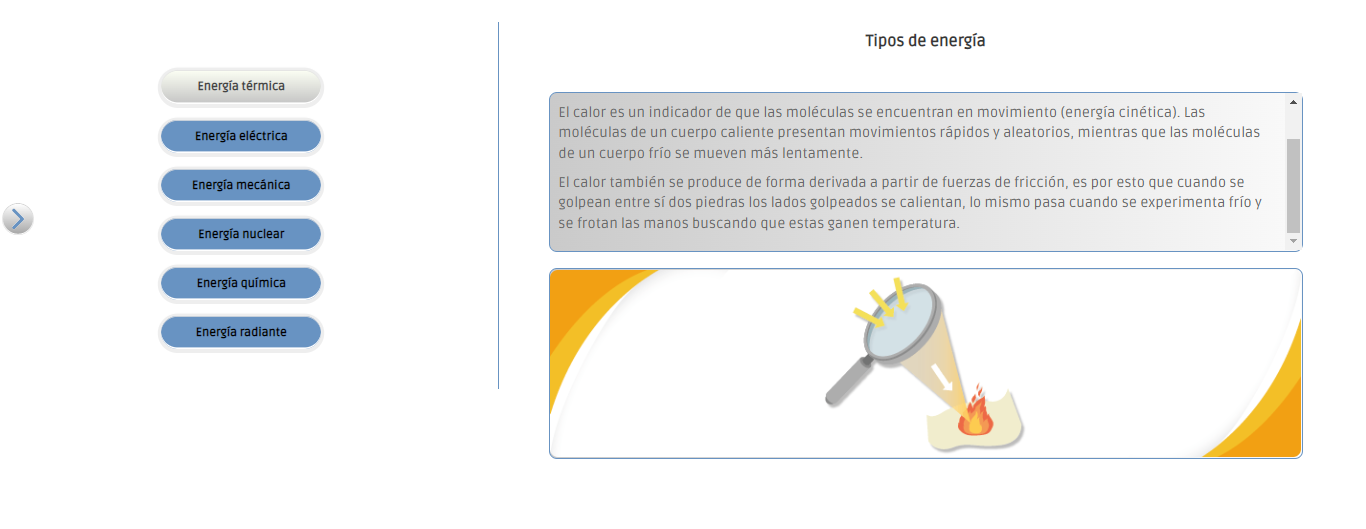 Tipos de energía
Energía térmica
Energía eléctrica
Energía mecánica
Energía nuclear
Energía química
Energía radiante
El calor es un indicador de que las moléculas se encuentran en movimiento (energía cinética). Las
moléculas de un cuerpo caliente presentan movimientos rápidos y aleatorios, mientras que las moléculas
de un cuerpo frío se mueven más lentamente.
El calor también se produce de forma derivada a partir de fuerzas de fricción, es por esto que cuando se
golpean entre sí dos piedras los lados golpeados se calientan, lo mismo pasa cuando se experimenta frío y
se frotan las manos buscando que estas ganen temperatura.